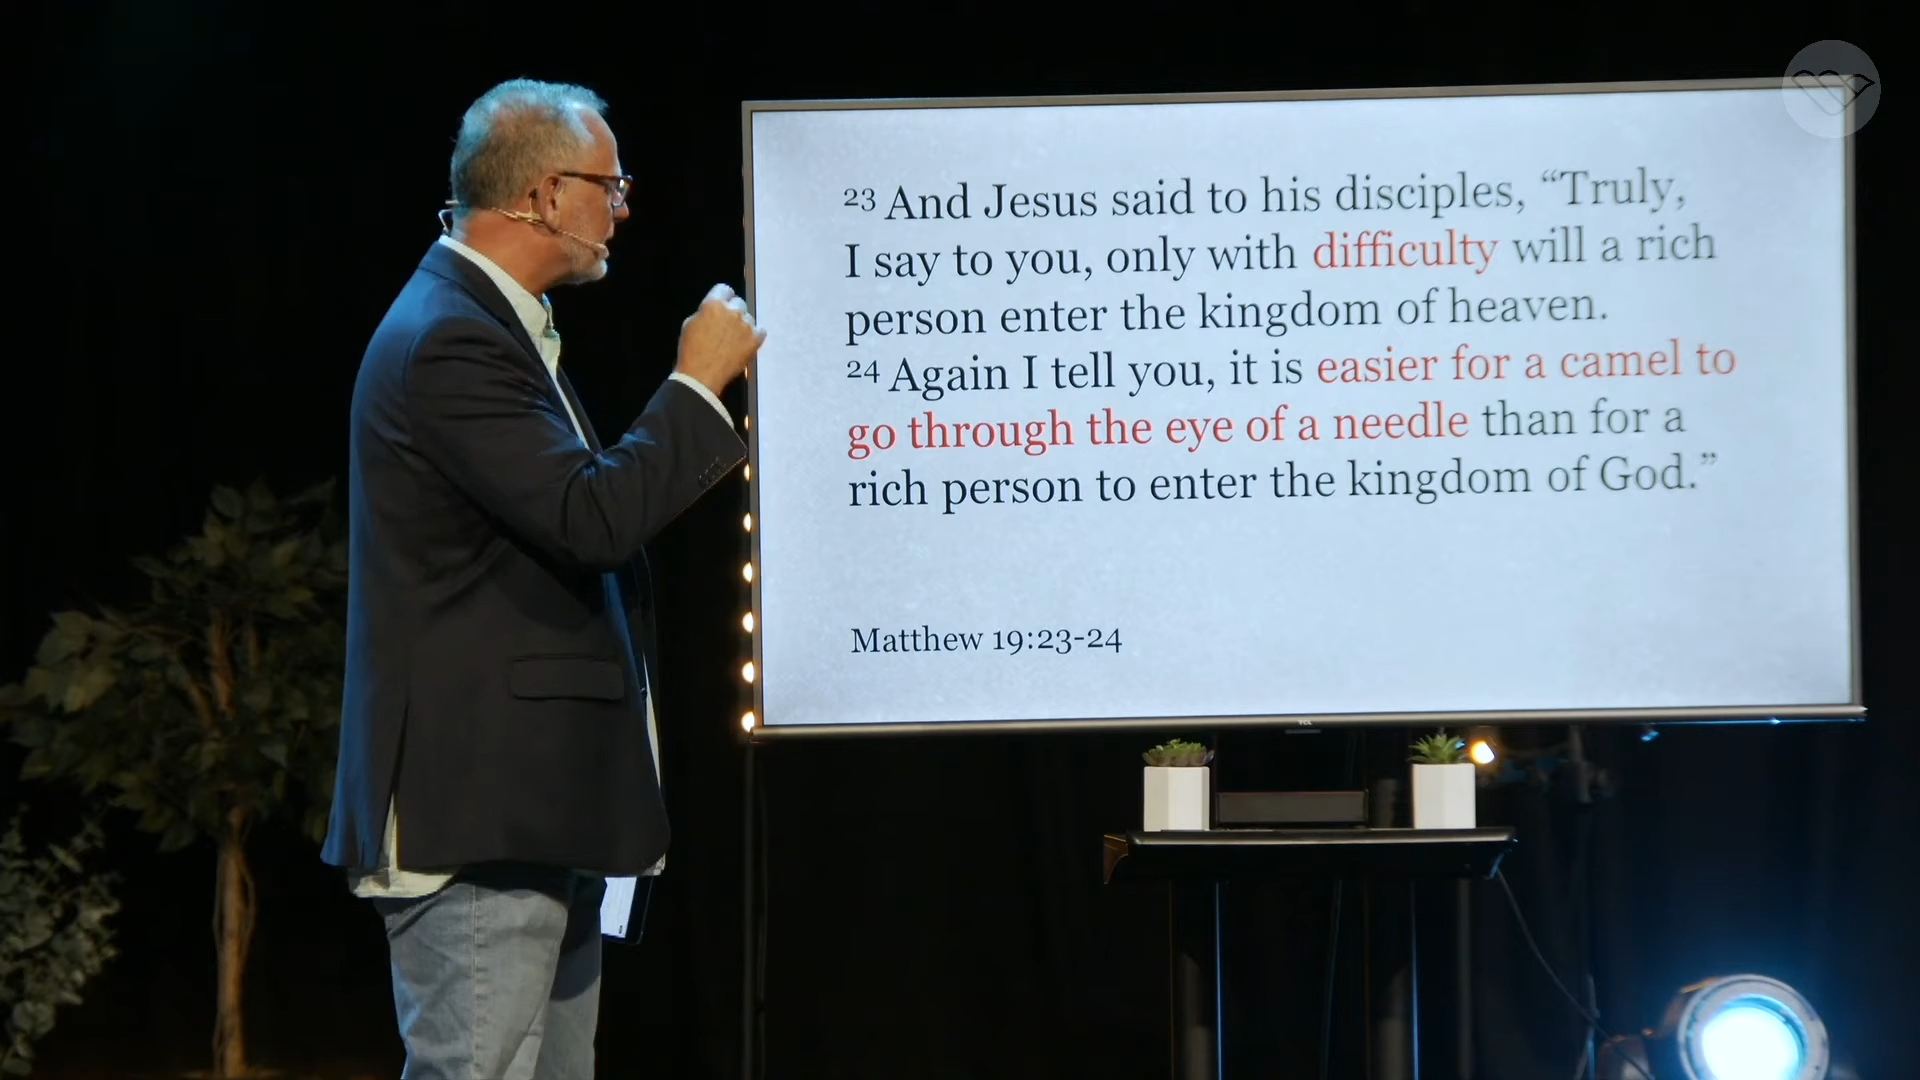 23 And Jesus said to his disciples, “Truly,
I say to you, only with difficulty will a rich
person enter the kingdom of heaven.
24 Again I tell you, it is easier for a camel to
go through the eye of a needle than for a
rich person to enter the kingdom of God.”
Matthew 19:23-24
TCL